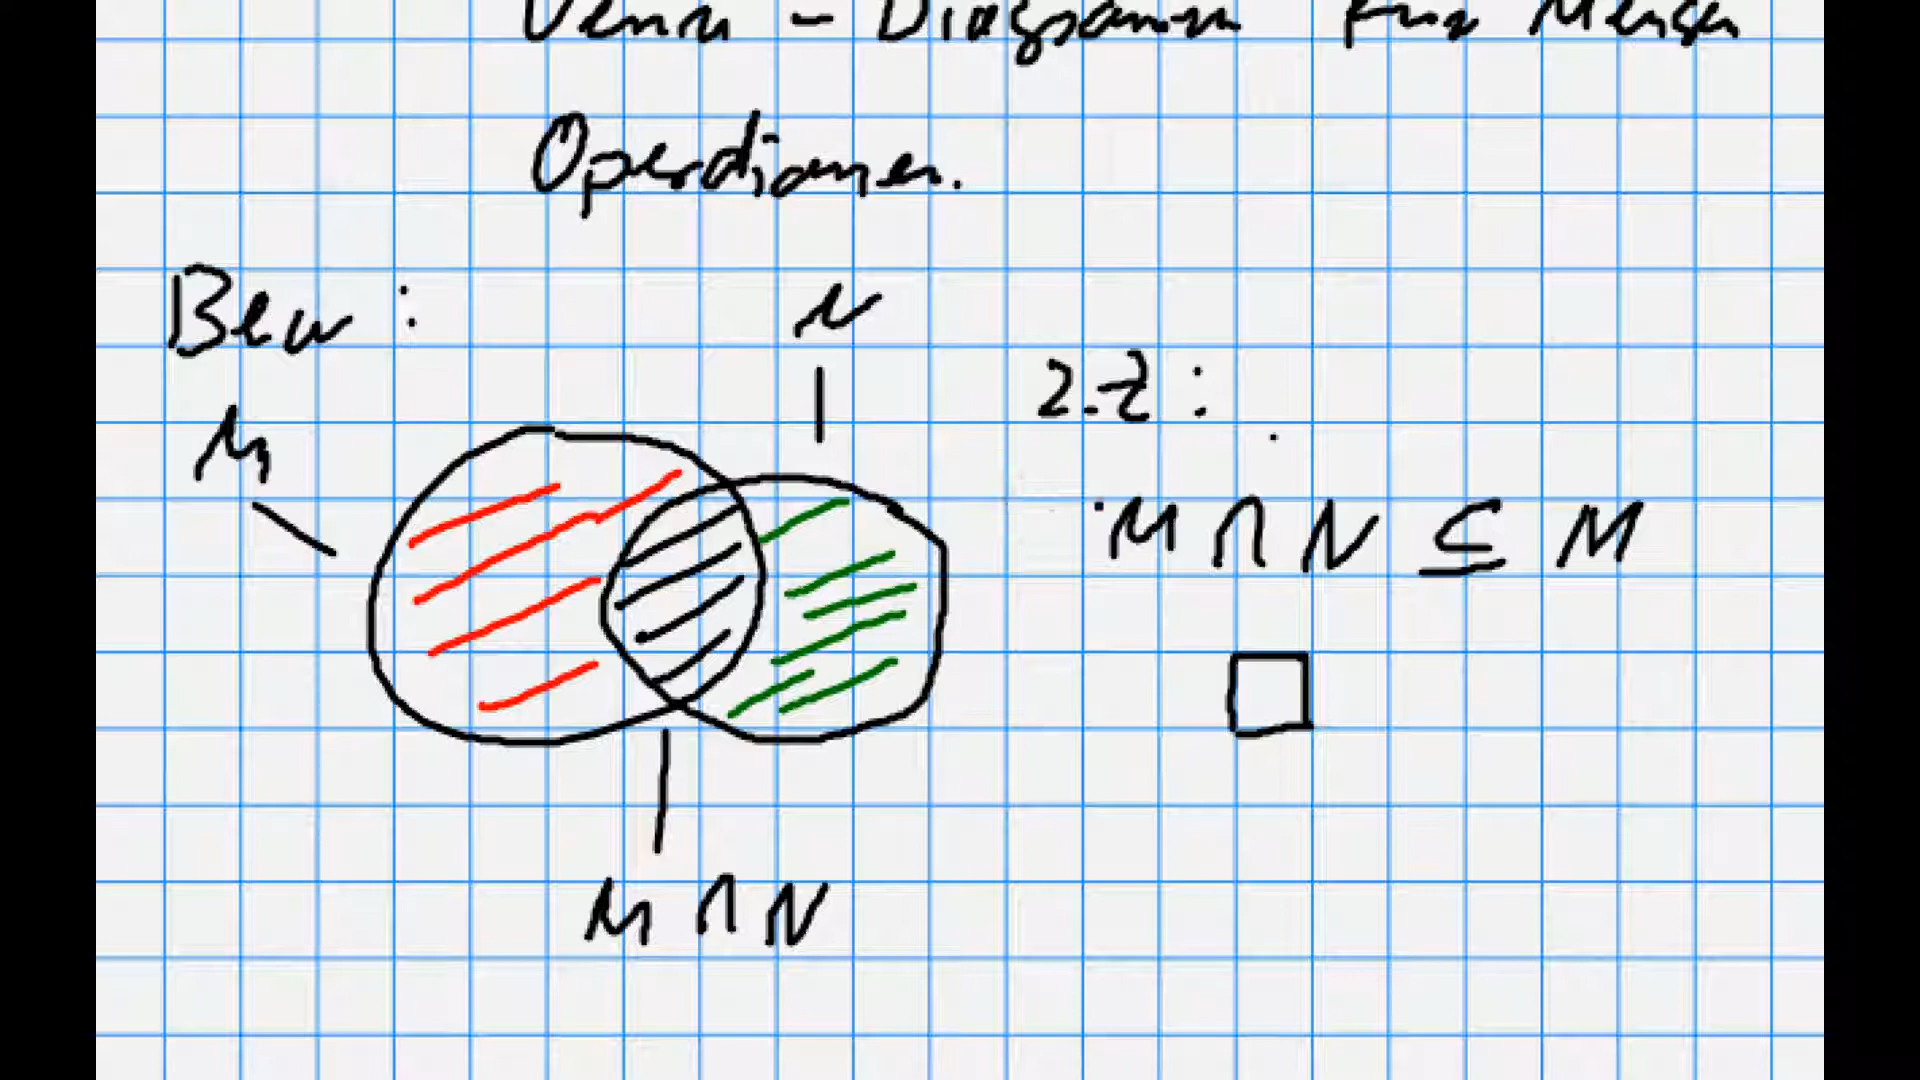 Venn - Diagramm für Mengen
Operationen.
Bew :
N
M
z.Z :
M ∩ N ⊆ M
M ∩ N